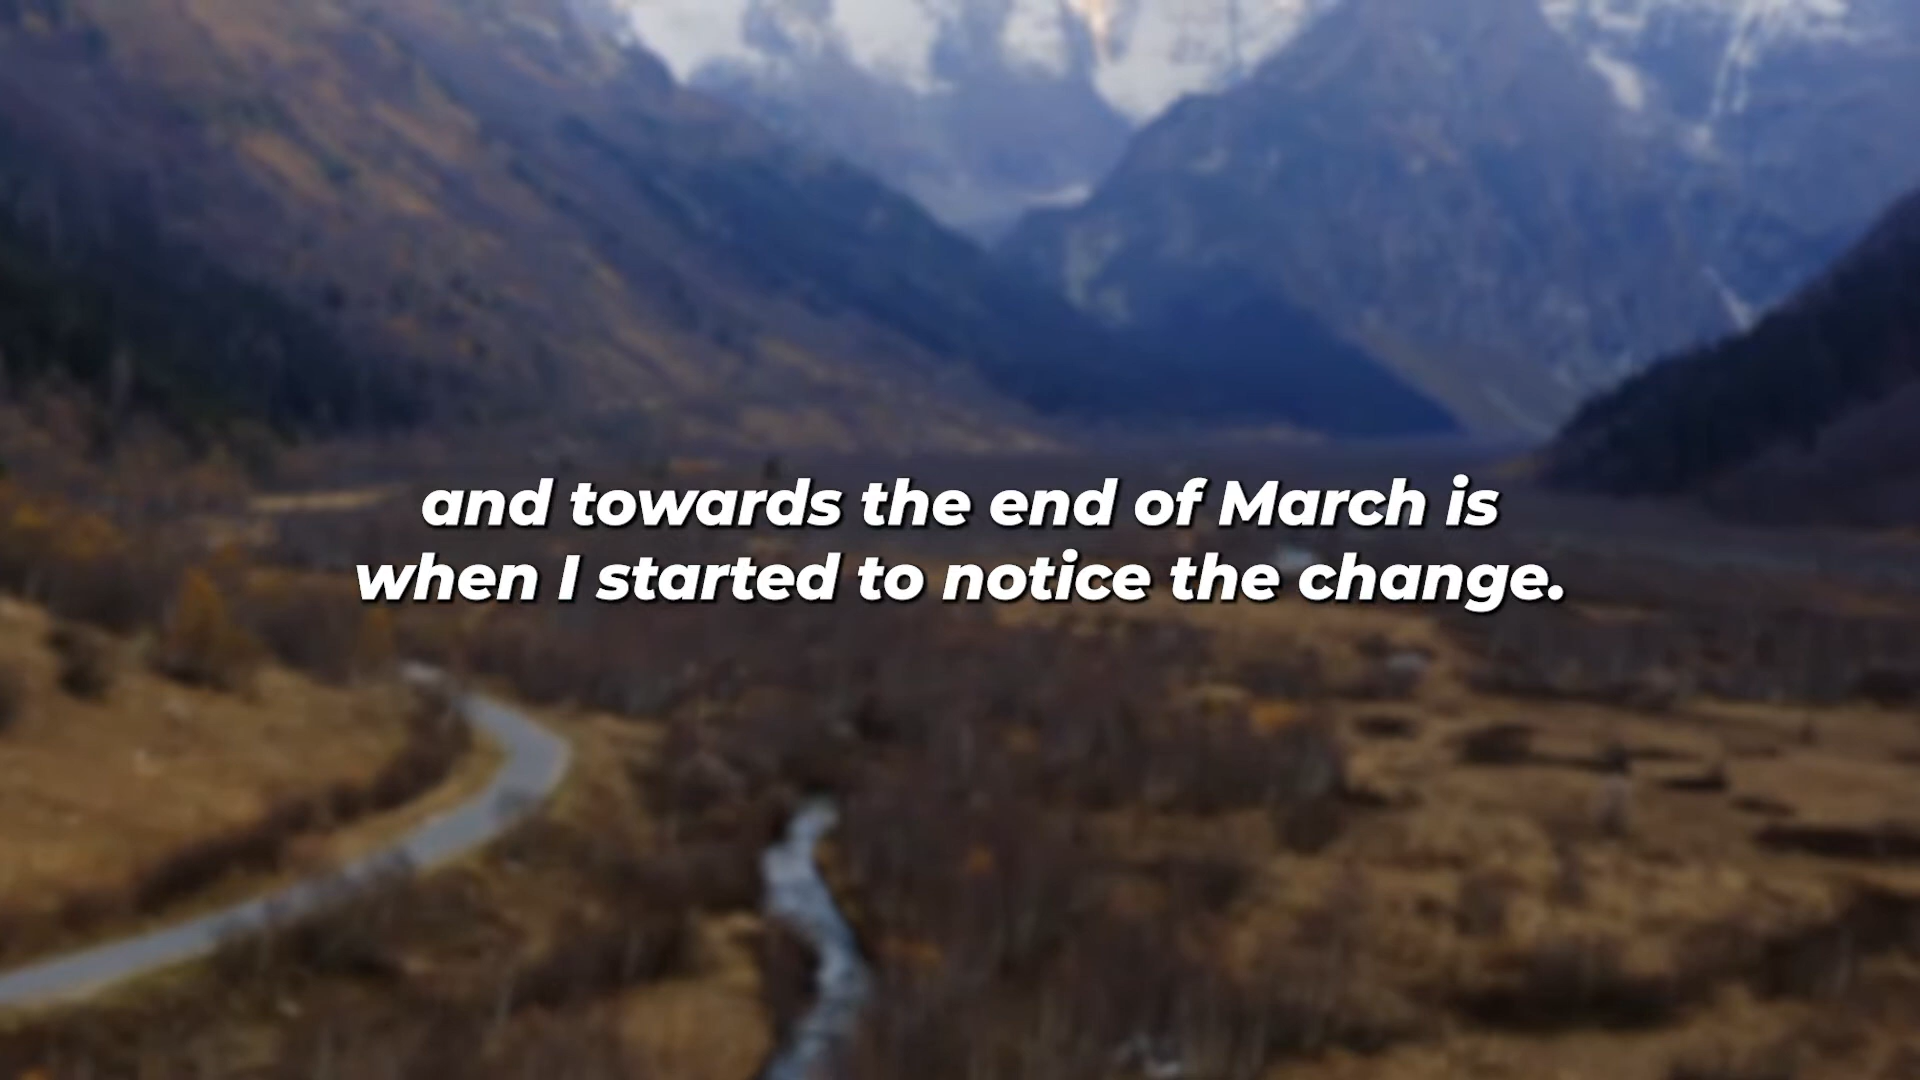 and towards the end of March is
when I started to notice the change.